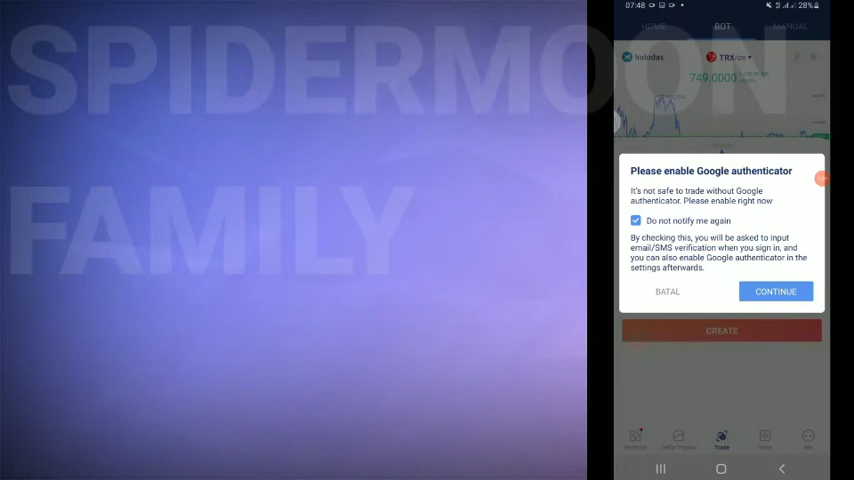 SPIDERMOON
FAMILY
07:48
28%
HOME
BOT
MANUAL
Indodax
TRX/IDR
749,0000
Please enable Google authenticator
It's not safe to trade without Google
authenticator. Please enable right now
Do not notify me again
By checking this, you will be asked to input
email/SMS verification when you sign in, and
you can also enable Google authenticator in the
settings afterwards.
BATAL
CONTINUE
CREATE
Trade